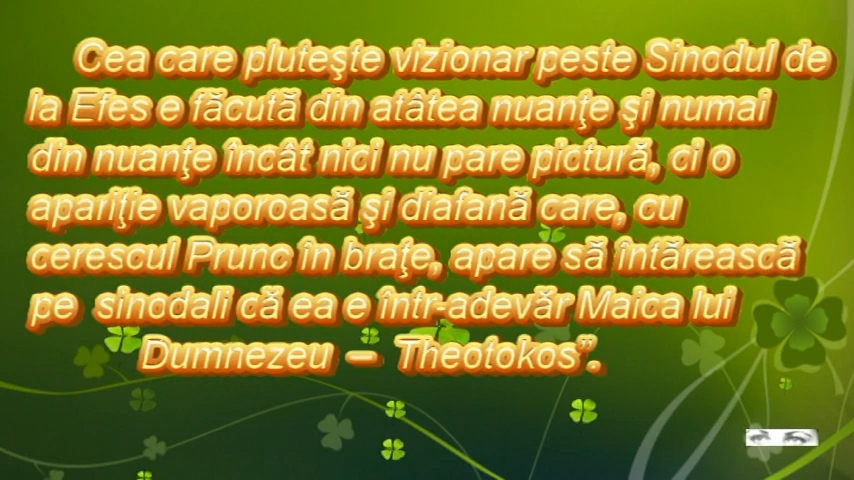 Cea care pluteşte vizionar peste Sinodul de
la Efes e făcută din atâtea nuanţe şi numai
din nuanţe încât nici nu pare pictură, ci o
apariţie vaporoasă şi diafană care, cu
cerescul Prunc în braţe, apare să întărească
pe sinodali că ea e într-adevăr Maica lui
Dumnezeu – Theotokos”.